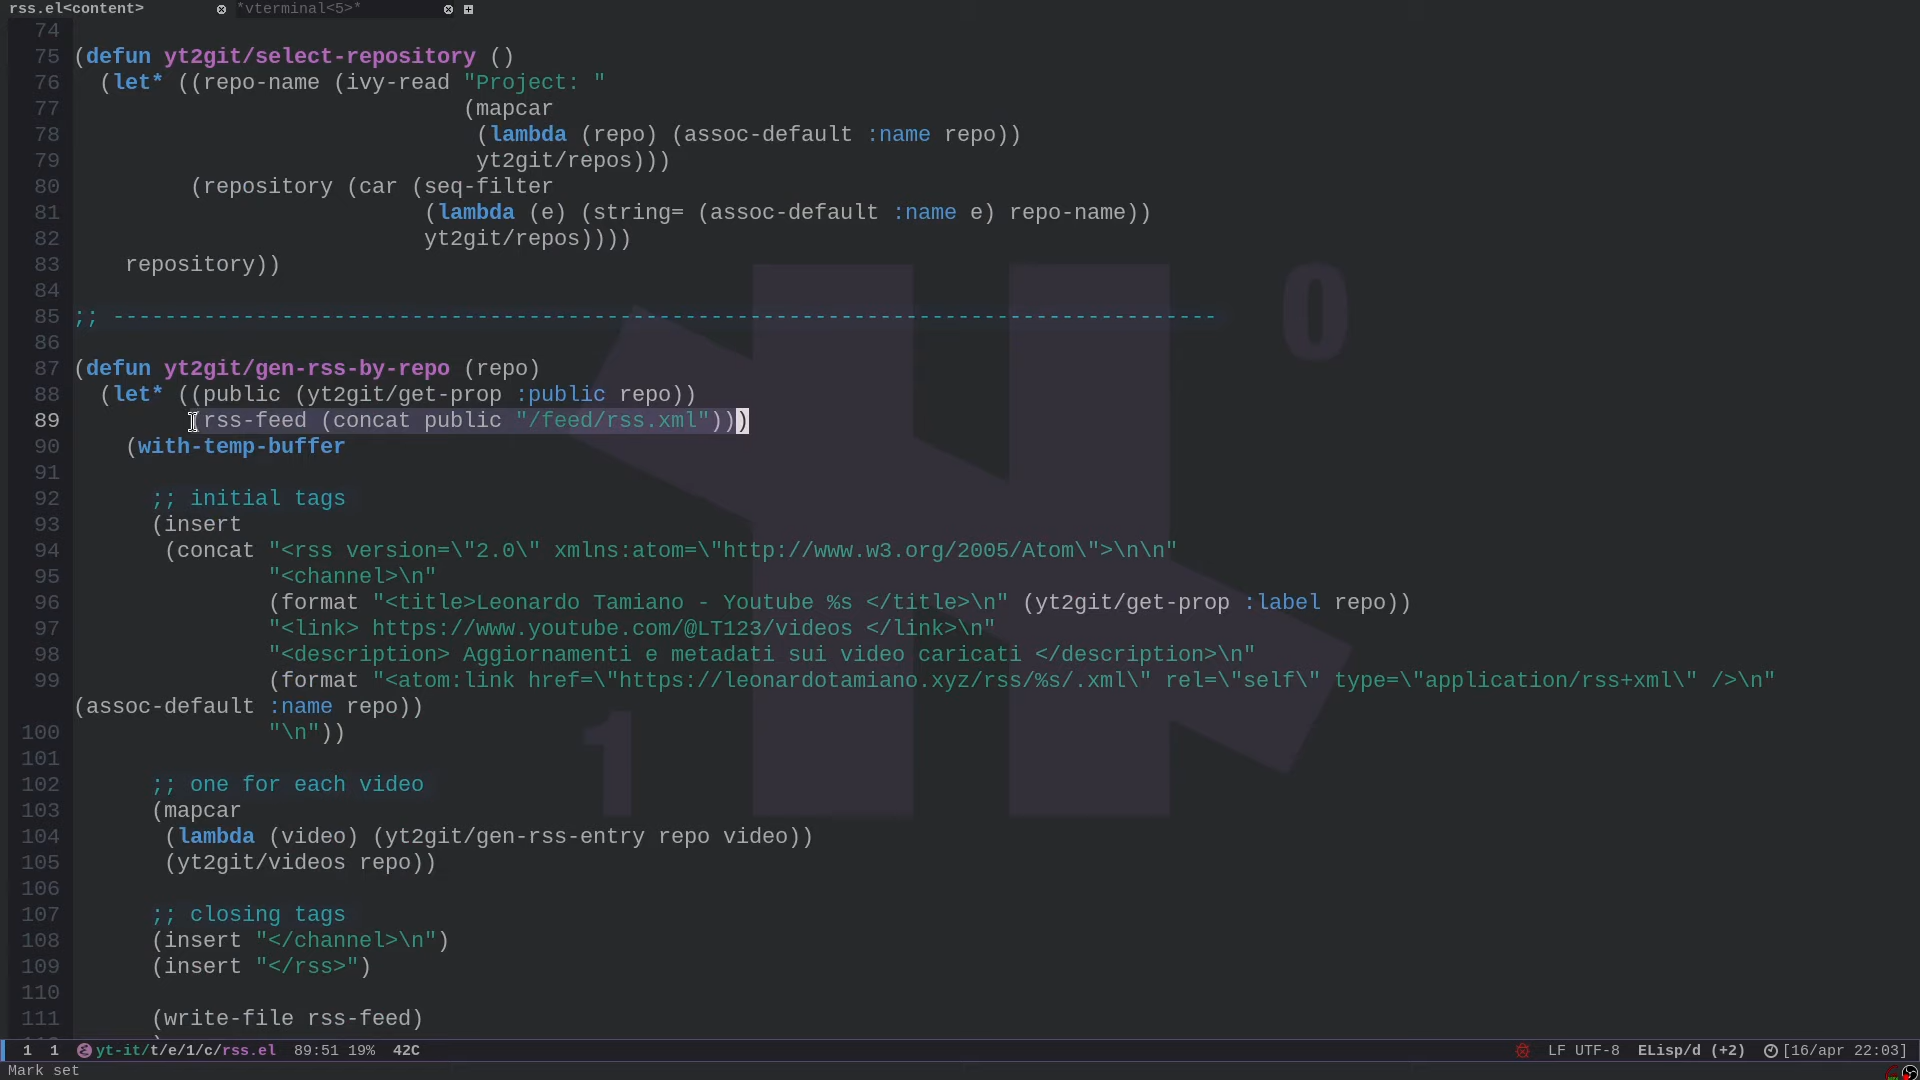 rss.el<content> *vterminal<5>*
74
75 (defun yt2git/select-repository ()
76   (let* ((repo-name (ivy-read "Project: "
77                               (mapcar
78                                (lambda (repo) (assoc-default :name repo))
79                                yt2git/repos)))
80          (repository (car (seq-filter
81                            (lambda (e) (string= (assoc-default :name e) repo-name))
82                            yt2git/repos))))
83     repository))
84
85 ;; -------------------------------------------------------------------------------------
86
87 (defun yt2git/gen-rss-by-repo (repo)
88   (let* ((public (yt2git/get-prop :public repo))
89          (rss-feed (concat public "/feed/rss.xml")))
90     (with-temp-buffer
91
92       ;; initial tags
93       (insert
94        (concat "<rss version=\"2.0\" xmlns:atom=\"http://www.w3.org/2005/Atom\">\n\n"
95                "<channel>\n"
96                (format "<title>Leonardo Tamiano - Youtube %s </title>\n" (yt2git/get-prop :label repo))
97                "<link> https://www.youtube.com/@LT123/videos </link>\n"
98                "<description> Aggiornamenti e metadati sui video caricati </description>\n"
99                (format "<atom:link href=\"https://leonardotamiano.xyz/rss/%s/.xml\" rel=\"self\" type=\"application/rss+xml\" />\n"
(assoc-default :name repo))
100                "\n"))
101
102       ;; one for each video
103       (mapcar
104        (lambda (video) (yt2git/gen-rss-entry repo video))
105        (yt2git/videos repo))
106
107       ;; closing tags
108       (insert "</channel>\n")
109       (insert "</rss>")
110
111       (write-file rss-feed)
1 1 yt-it/t/e/1/c/rss.el 89:51 19% 42C LF UTF-8 ELisp/d (+2) [16/apr 22:03]
Mark set
0
1